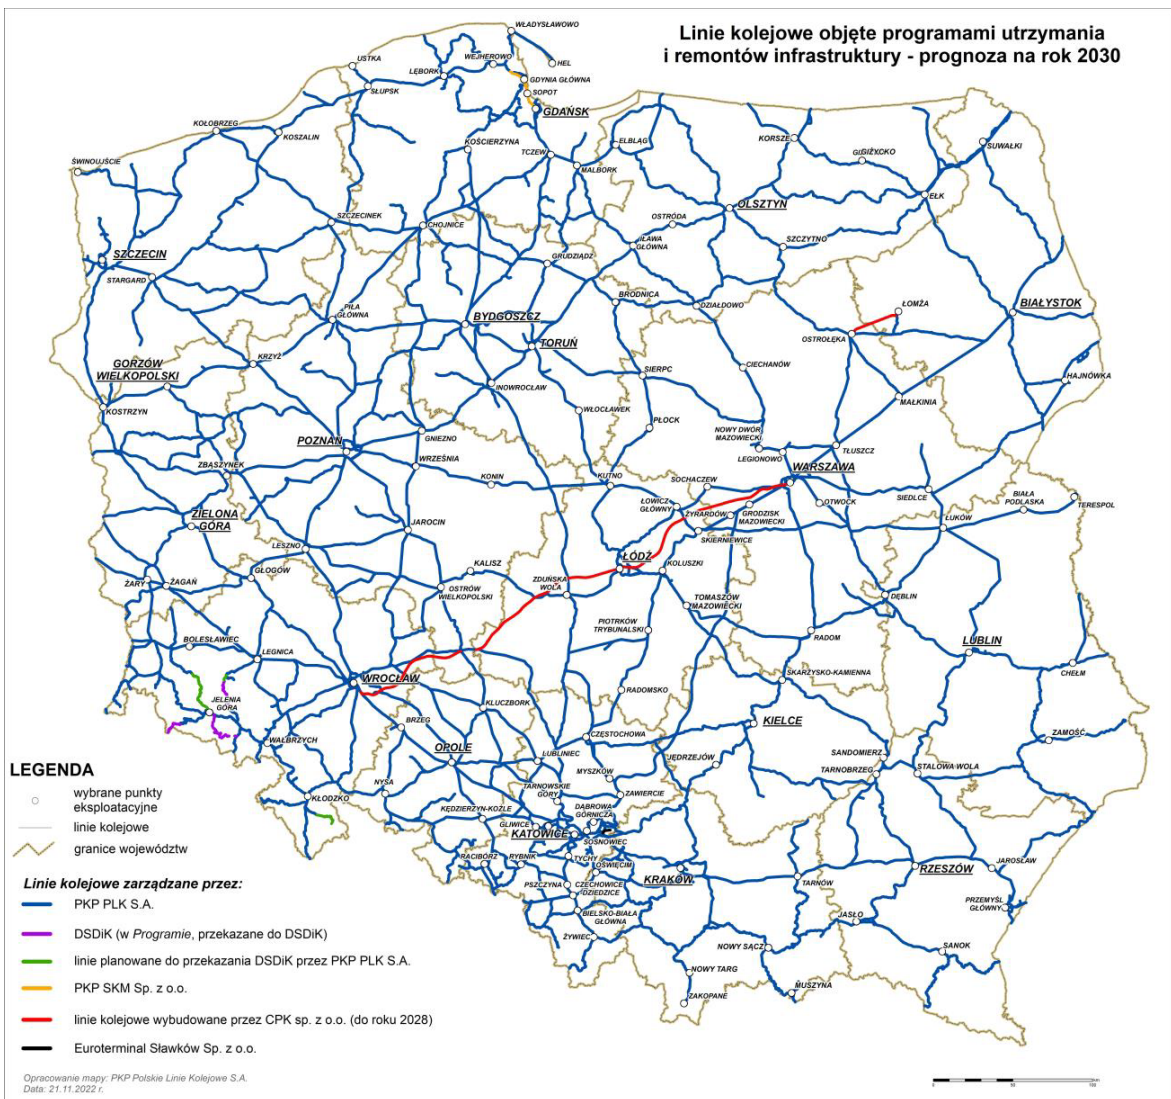 Linie kolejowe objęte programami utrzymania
i remontów infrastruktury - prognoza na rok 2030
WŁADYSŁAWOWO
USTKA
WEJHEROWO
HEL
LĘBORK
GDYNIA GŁÓWNA
SŁUPSK
SOPOT
GDAŃSK
KOŁOBRZEG
KOSZALIN
KOŚCIERZYNA
TCZEW
ELBLĄG
KORSZE
GIŻYCKO
SUWAŁKI
ŚWINOUJŚCIE
MALBORK
EŁK
OLSZTYN
SZCZECINEK
CHOJNICE
OSTRÓDA
IŁAWA
GŁÓWNA
SZCZYTNO
SZCZECIN
GRUDZIĄDZ
STARGARD
BRODNICA
DZIAŁDOWO
ŁOMŻA
BIAŁYSTOK
PIŁA
GŁÓWNA
BYDGOSZCZ
TORUŃ
OSTROŁĘKA
GORZÓW
WIELKOPOLSKI
KRZYŻ
SIERPC
CIECHANÓW
HAJNÓWKA
INOWROCŁAW
MAŁKINIA
KOSTRZYN
WŁOCŁAWEK
PŁOCK
NOWY DWÓR
MAZOWIECKI
GNIEZNO
POZNAŃ
LEGIONOWO
TŁUSZCZ
ZBĄSZYNEK
WRZEŚNIA
WARSZAWA
KONIN
KUTNO
SOCHACZEW
SIEDLCE
BIAŁA
PODLASKA
TERESPOL
ŁOWICZ
GŁÓWNY
ŻYRARDÓW
GRODZISK
MAZOWIECKI
OTWOCK
ZIELONA
GÓRA
JAROCIN
SKIERNIEWICE
ŁUKÓW
LESZNO
ŁÓDŹ
KOLUSZKI
ŻARY
ŻAGAŃ
GŁOGÓW
KALISZ
ZDUŃSKA
WOLA
OSTRÓW
WIELKOPOLSKI
TOMASZÓW
MAZOWIECKI
DĘBLIN
PIOTRKÓW
TRYBUNALSKI
RADOM
LUBLIN
BOLESŁAWIEC
LEGNICA
CHEŁM
WROCŁAW
SKARŻYSKO-KAMIENNA
RADOMSKO
JELENIA
GÓRA
BRZEG
KLUCZBORK
KIELCE
WAŁBRZYCH
OPOLE
CZĘSTOCHOWA
ZAMOŚĆ
LUBLINIEC
JĘDRZEJÓW
SANDOMIERZ
TARNOBRZEG
STALOWA WOLA
MYSZKÓW
NYSA
TARNOWSKIE
GÓRY
ZAWIERCIE
KŁODZKO
KĘDZIERZYN-KOŹLE
DĄBROWA
GÓRNICZA
GLIWICE
KATOWICE
SOSNOWIEC
RACIBÓRZ
RYBNIK
TYCHY
OŚWIĘCIM
KRAKÓW
TARNÓW
RZESZÓW
JAROSŁAW
PSZCZYNA
CZECHOWICE
DZIEDZICE
PRZEMYŚL
GŁÓWNY
BIELSKO-BIAŁA
GŁÓWNA
JASŁO
ŻYWIEC
NOWY SĄCZ
SANOK
NOWY TARG
MUSZYNA
ZAKOPANE
LEGENDA
wybrane punkty
eksploatacyjne
linie kolejowe
granice województw
Linie kolejowe zarządzane przez:
PKP PLK S.A.
DSDiK (w Programie, przekazane do DSDiK)
linie planowane do przekazania DSDiK przez PKP PLK S.A.
PKP SKM Sp. z o.o.
linie kolejowe wybudowane przez CPK sp. z o.o. (do roku 2028)
Euroterminal Sławków Sp. z o.o.
Opracowanie mapy: PKP Polskie Linie Kolejowe S.A.
Data: 21.11.2022 r.